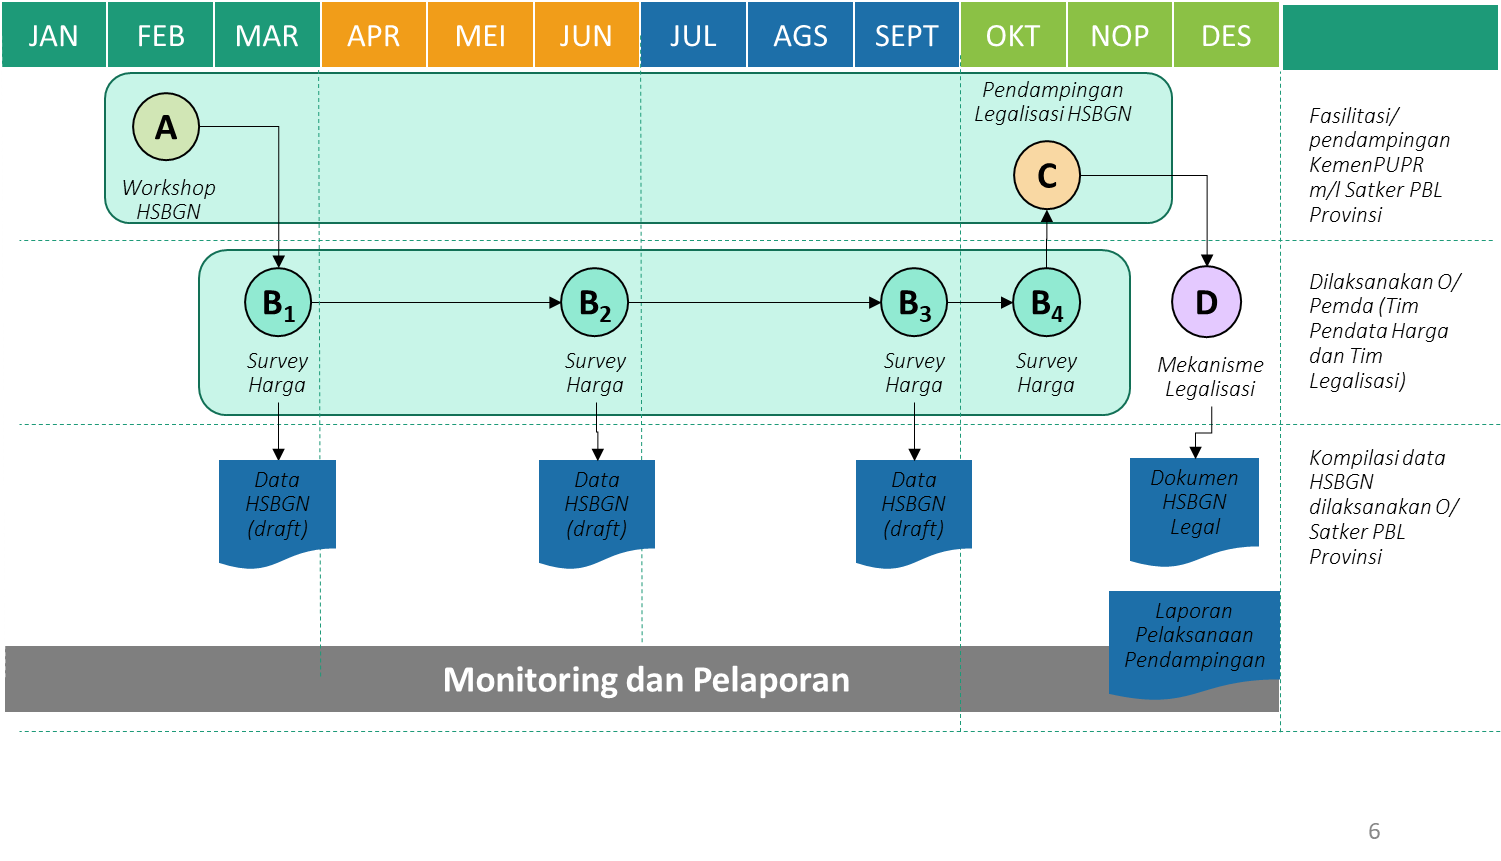 JAN FEB MAR APR MEI JUN JUL AGS SEPT OKT NOP DES
A
Workshop
HSBGN
Pendampingan
Legalisasi HSBGN
C
Fasilitasi/
pendampingan
KemenPUPR
m/l Satker PBL
Provinsi
B1
Survey
Harga
B2
Survey
Harga
B3
Survey
Harga
B4
Survey
Harga
D
Mekanisme
Legalisasi
Dilaksanakan O/
Pemda (Tim
Pendata Harga
dan Tim
Legalisasi)
Data
HSBGN
(draft)
Data
HSBGN
(draft)
Data
HSBGN
(draft)
Dokumen
HSBGN
Legal
Kompilasi data
HSBGN
dilaksanakan O/
Satker PBL
Provinsi
Laporan
Pelaksanaan
Pendampingan
Monitoring dan Pelaporan
6